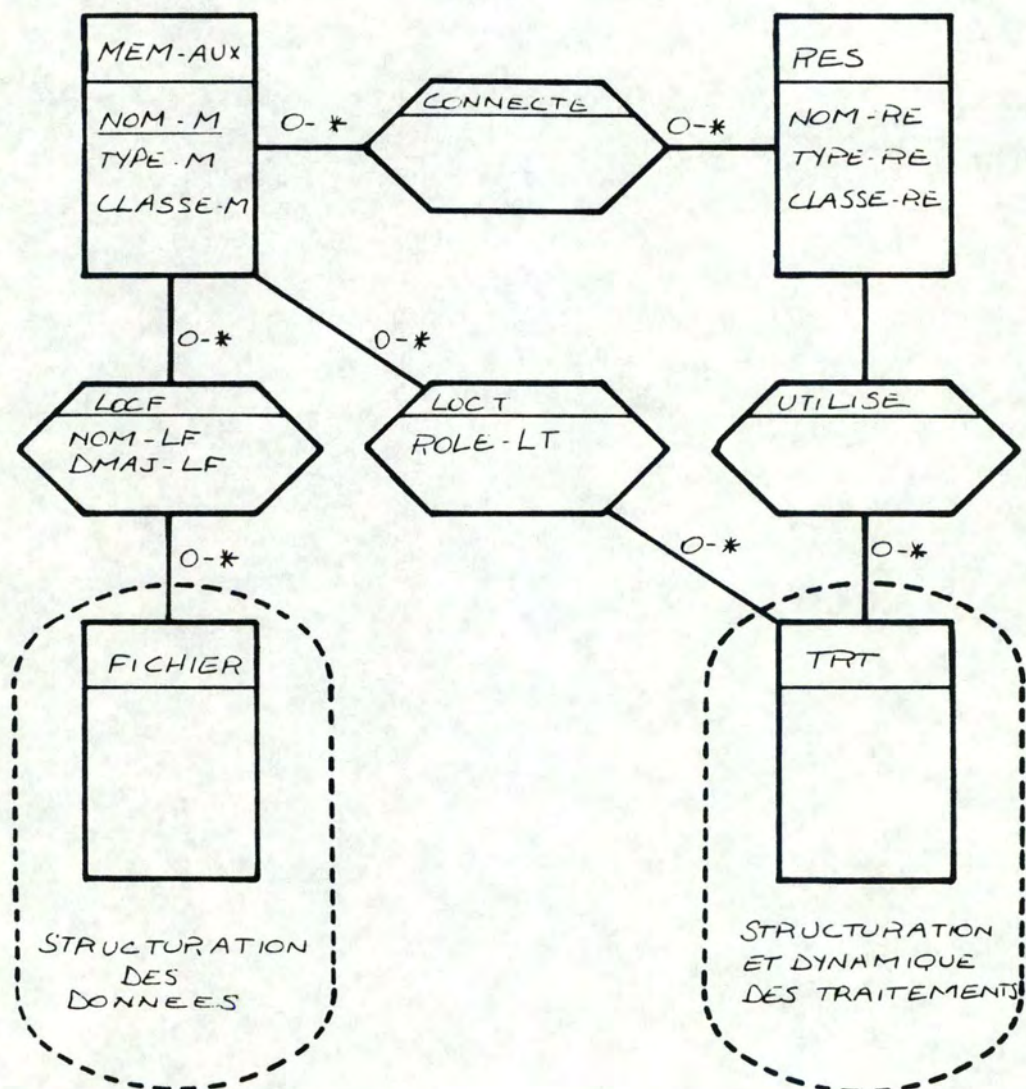 MEM-AUX
NOM-M
TYPE-M
CLASSE-M
0-*
CONNECTE
0-*
RES
NOM-RE
TYPE-RE
CLASSE-RE
0-*
0-*
LOCF
NOM-LF
DMAJ-LF
LOCT
ROLE-LT
UTILISE
0-*
0-*
0-*
FICHIER
TRT
STRUCTURATION
DES
DONNEES
STRUCTURATION
ET DYNAMIQUE
DES TRAITEMENTS